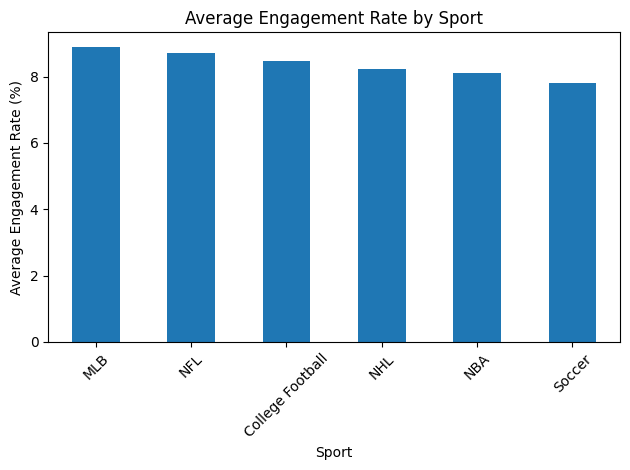 Average Engagement Rate by Sport
Average Engagement Rate (%)
8
6
4
2
0
MLB
NFL
College Football
NHL
NBA
Soccer
Sport